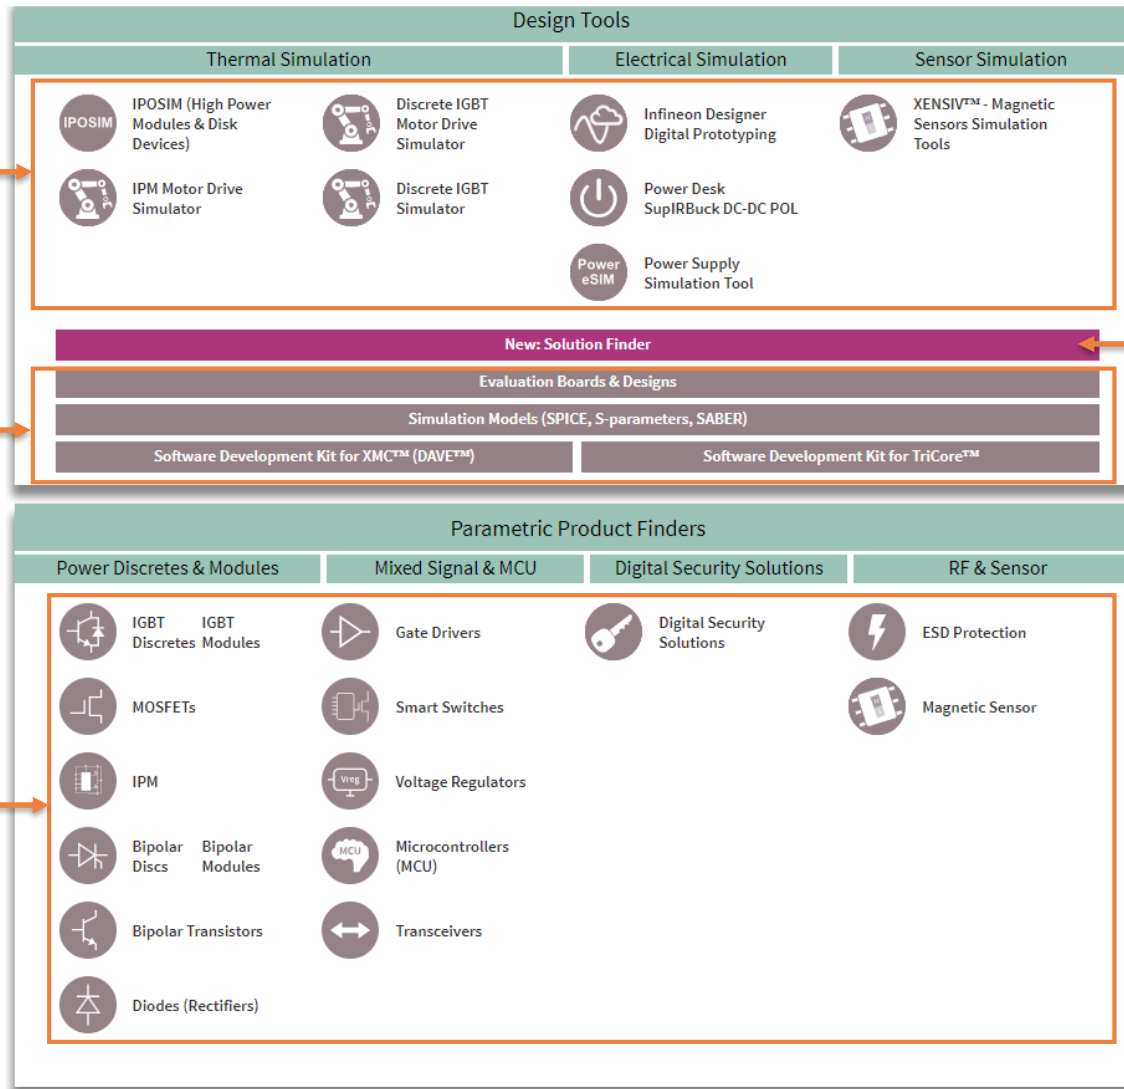 Design Tools
Thermal Simulation
Electrical Simulation
Sensor Simulation
IPOSIM
IPOSIM (High Power
Modules & Disk
Devices)
Discrete IGBT
Motor Drive
Simulator
Infineon Designer
Digital Prototyping
XENSIV™ - Magnetic
Sensors Simulation
Tools
IPM Motor Drive
Simulator
Discrete IGBT
Simulator
Power Desk
SupIRBuck DC-DC POL
Power
eSIM
Power Supply
Simulation Tool
New: Solution Finder
Evaluation Boards & Designs
Simulation Models (SPICE, S-parameters, SABER)
Software Development Kit for XMC™ (DAVE™)
Software Development Kit for TriCore™
Parametric Product Finders
Power Discretes & Modules
Mixed Signal & MCU
Digital Security Solutions
RF & Sensor
IGBT
Discretes
IGBT
Modules
Gate Drivers
Digital Security
Solutions
ESD Protection
MOSFETs
Smart Switches
Magnetic Sensor
IPM
Vreg
Voltage Regulators
Bipolar
Discs
Bipolar
Modules
MCU
Microcontrollers
(MCU)
Bipolar Transistors
Transceivers
Diodes (Rectifiers)